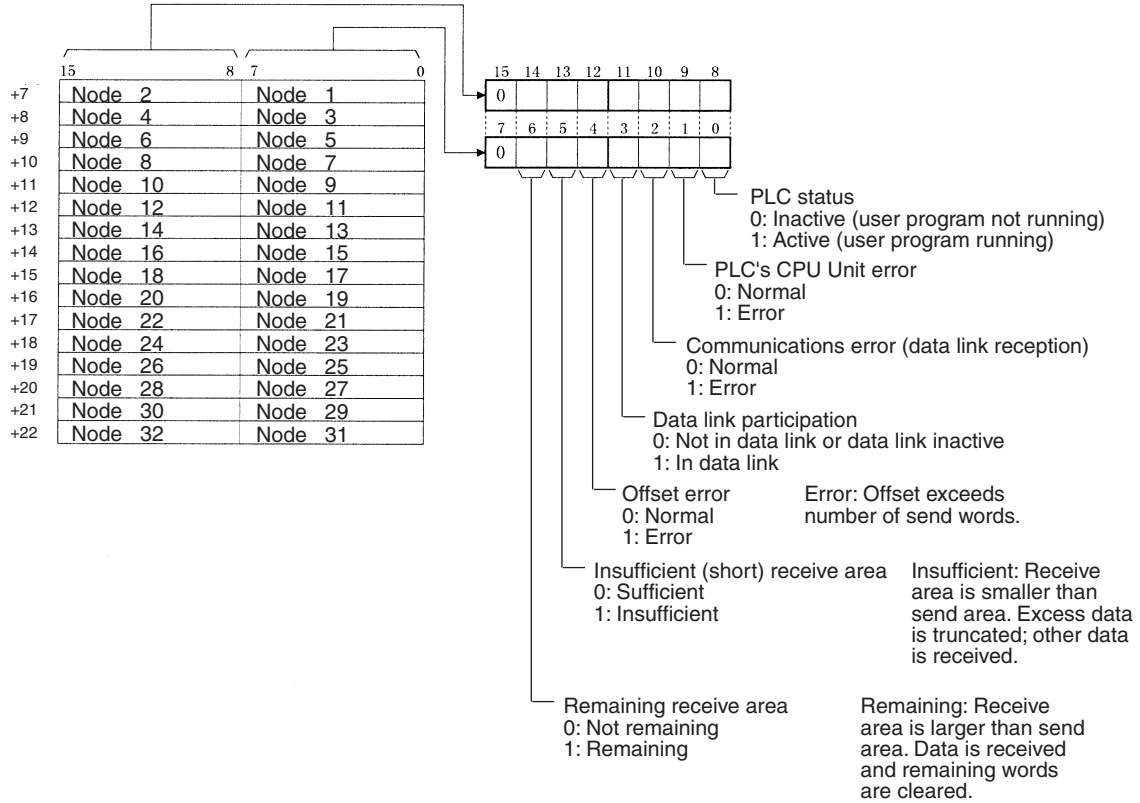 15 8 7 0
+7 Node 2 Node 1
+8 Node 4 Node 3
+9 Node 6 Node 5
+10 Node 8 Node 7
+11 Node 10 Node 9
+12 Node 12 Node 11
+13 Node 14 Node 13
+14 Node 16 Node 15
+15 Node 18 Node 17
+16 Node 20 Node 19
+17 Node 22 Node 21
+18 Node 24 Node 23
+19 Node 26 Node 25
+20 Node 28 Node 27
+21 Node 30 Node 29
+22 Node 32 Node 31
15 14 13 12 11 10 9 8
0
7 6 5 4 3 2 1 0
0
PLC status
0: Inactive (user program not running)
1: Active (user program running)
PLC's CPU Unit error
0: Normal
1: Error
Communications error (data link reception)
0: Normal
1: Error
Data link participation
0: Not in data link or data link inactive
1: In data link
Offset error
0: Normal
1: Error
Error: Offset exceeds
number of send words.
Insufficient (short) receive area
0: Sufficient
1: Insufficient
Insufficient: Receive
area is smaller than
send area. Excess data
is truncated; other data
is received.
Remaining receive area
0: Not remaining
1: Remaining
Remaining: Receive
area is larger than send
area. Data is received
and remaining words
are cleared.